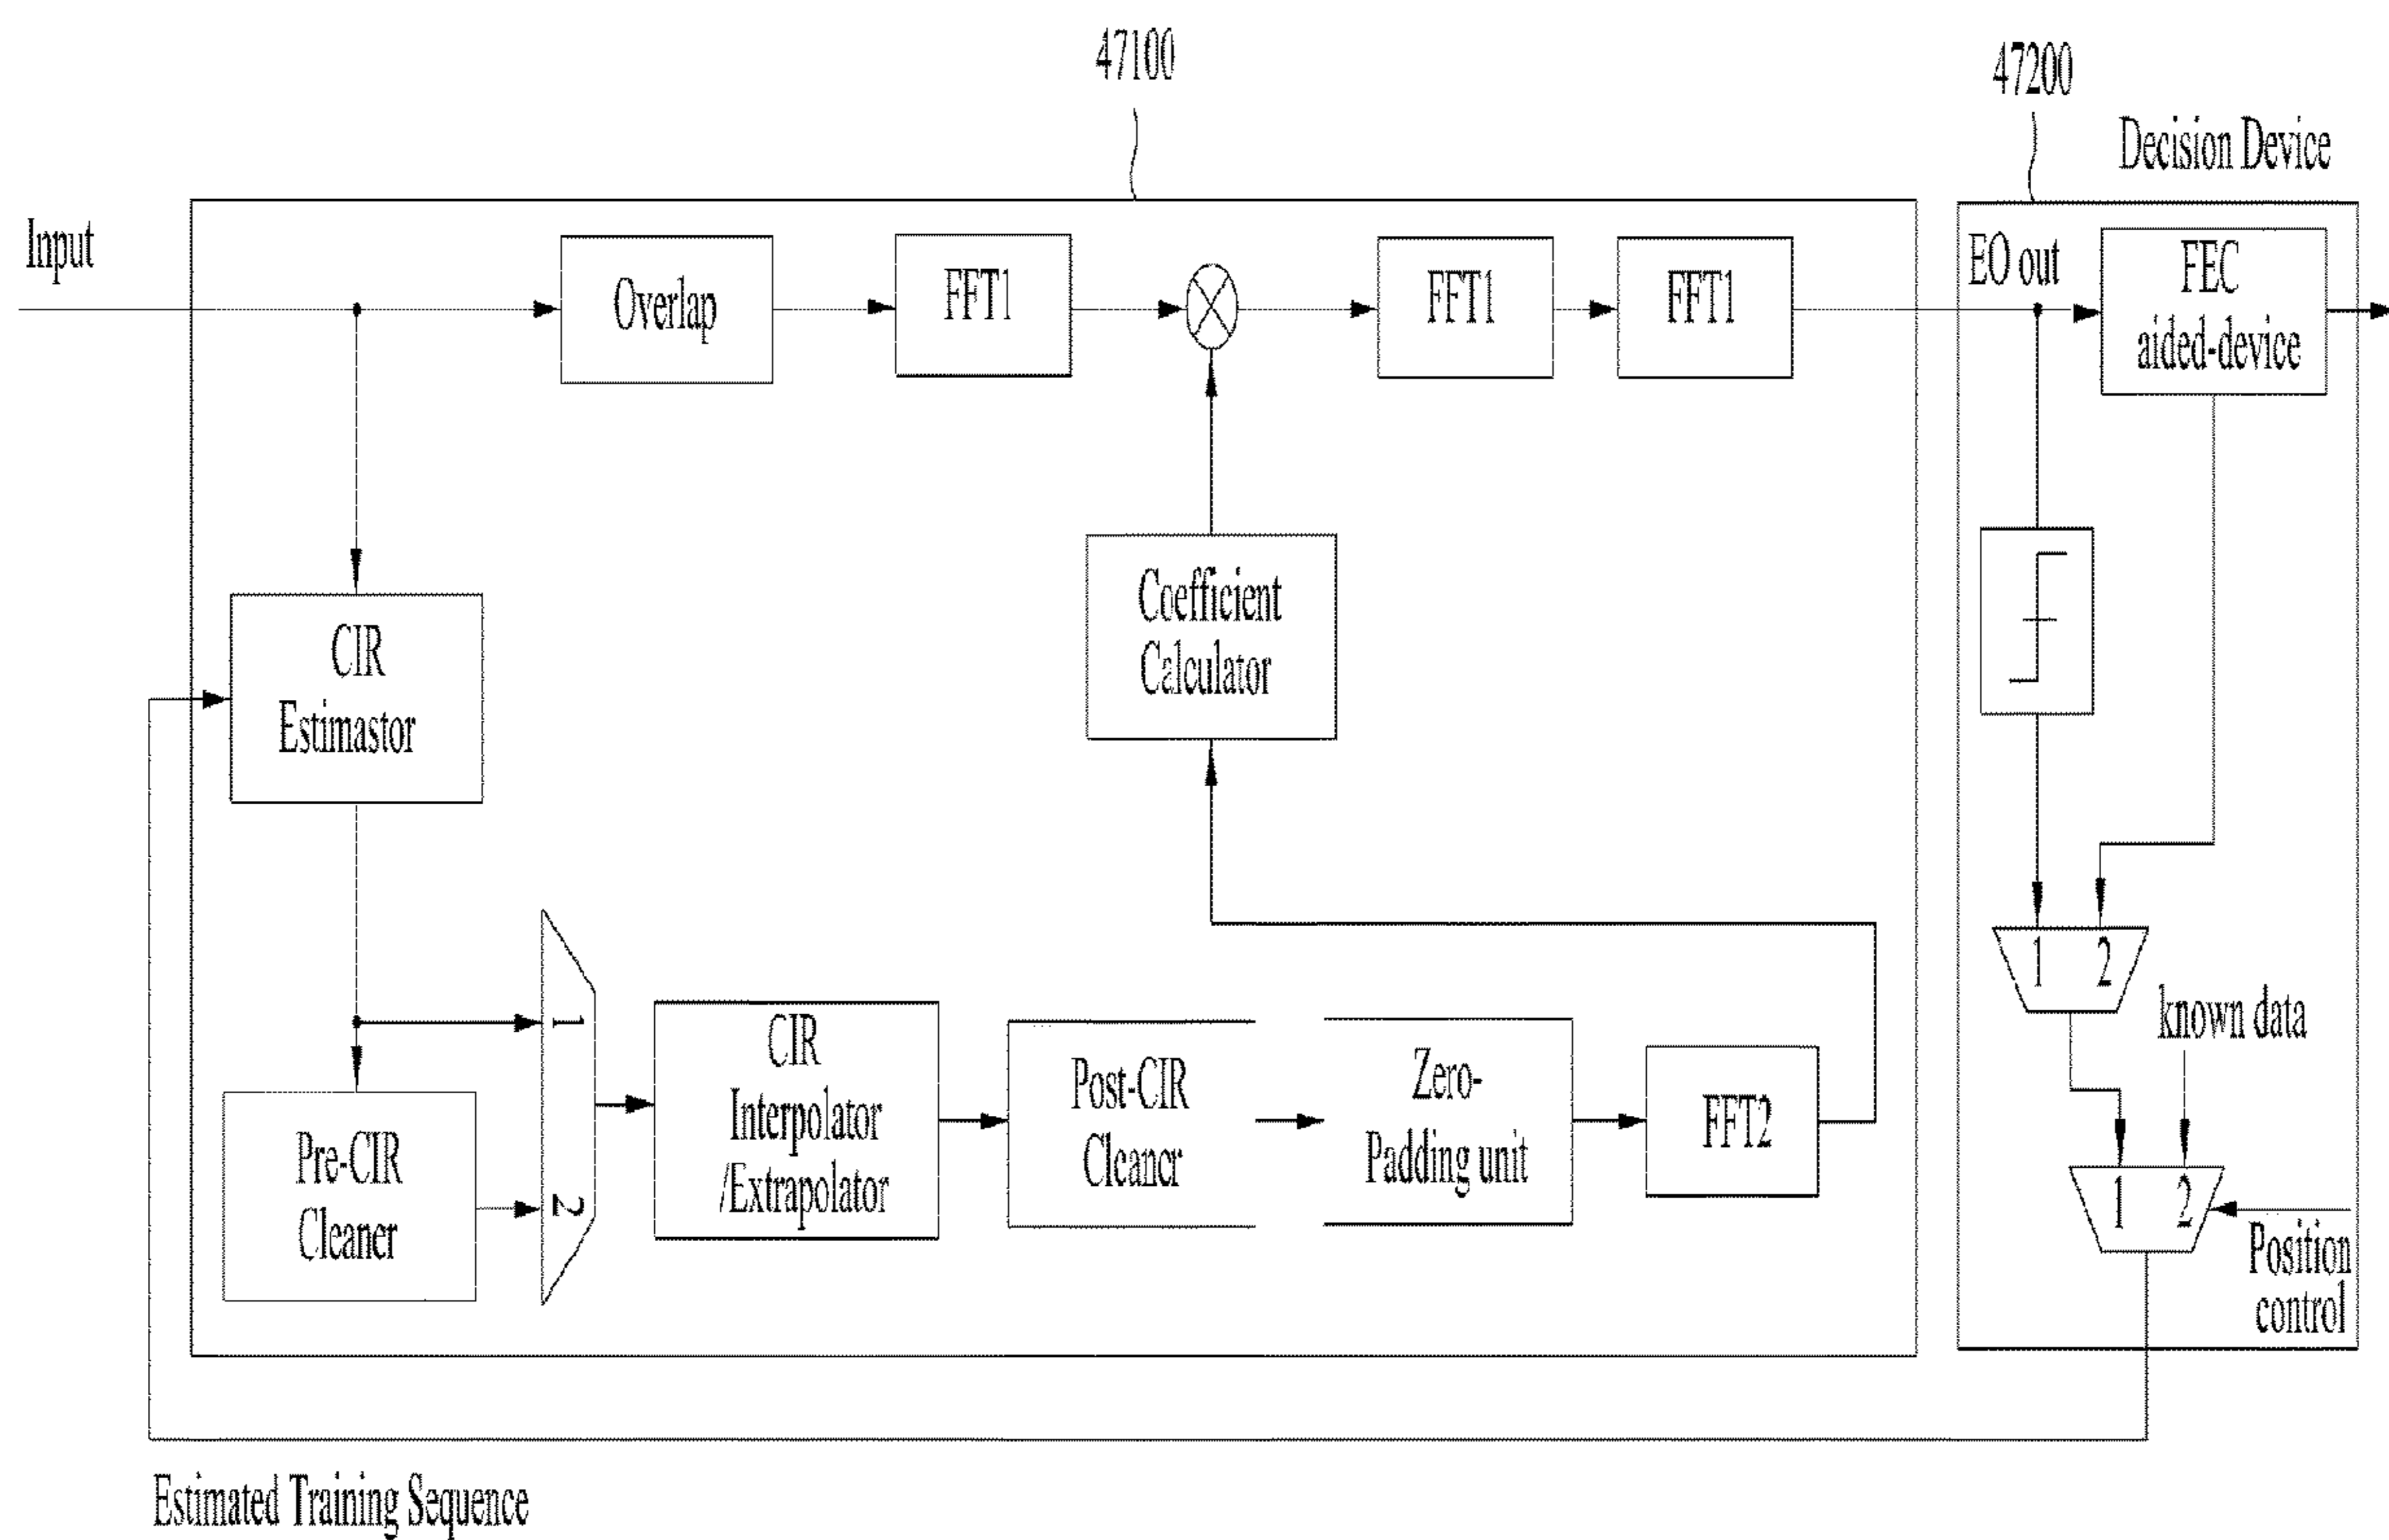 47100
47200
Decision Device
Input
Overlap
FFT1
FFT1
FFT1
EO out
FEC
aided-device
CIR
Estimastor
Coefficient
Calculator
1
2
known data
1
2
Position
control
1
2
Pre-CIR
Cleaner
CIR
Interpolator
/Extrapolator
Post-CIR
Cleaner
Zero-
Padding unit
FFT2
Estimated Training Sequence